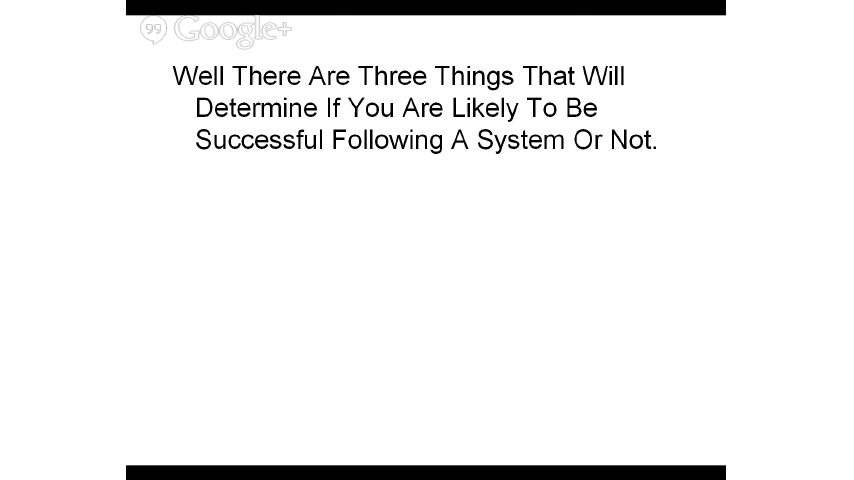 Google+
Well There Are Three Things That Will
Determine If You Are Likely To Be
Successful Following A System Or Not.